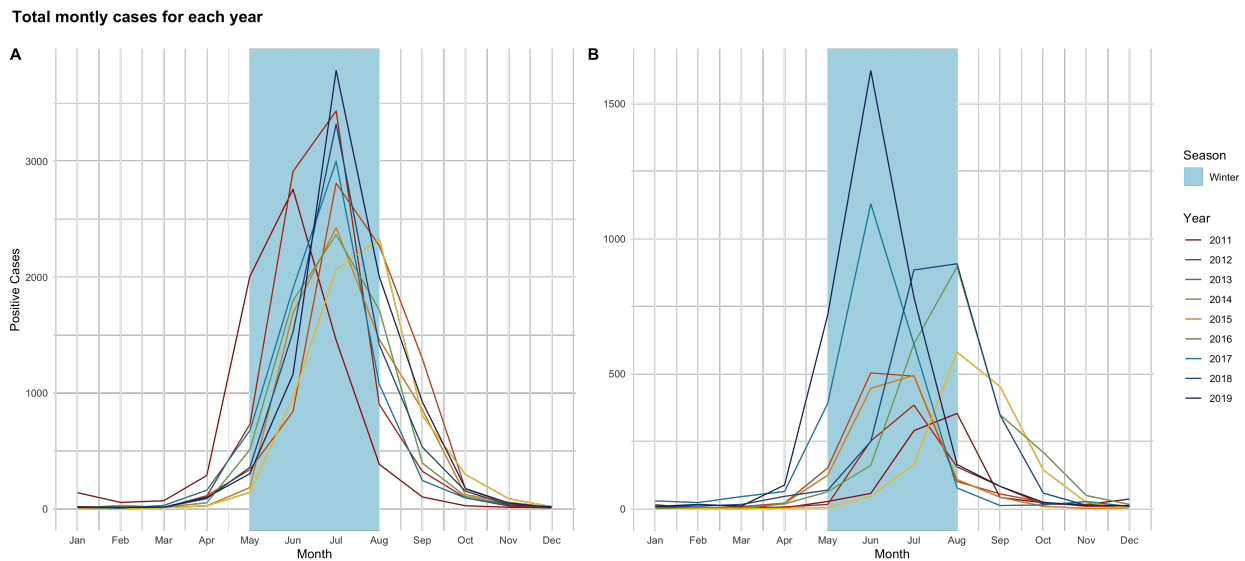 Total montly cases for each year
A
B
Positive Cases
3000
2000
1000
0
Jan Feb Mar Apr May Jun Jul Aug Sep Oct Nov Dec
Month
1500
1000
500
0
Jan Feb Mar Apr May Jun Jul Aug Sep Oct Nov Dec
Month
Season
Winter
Year
2011
2012
2013
2014
2015
2016
2017
2018
2019